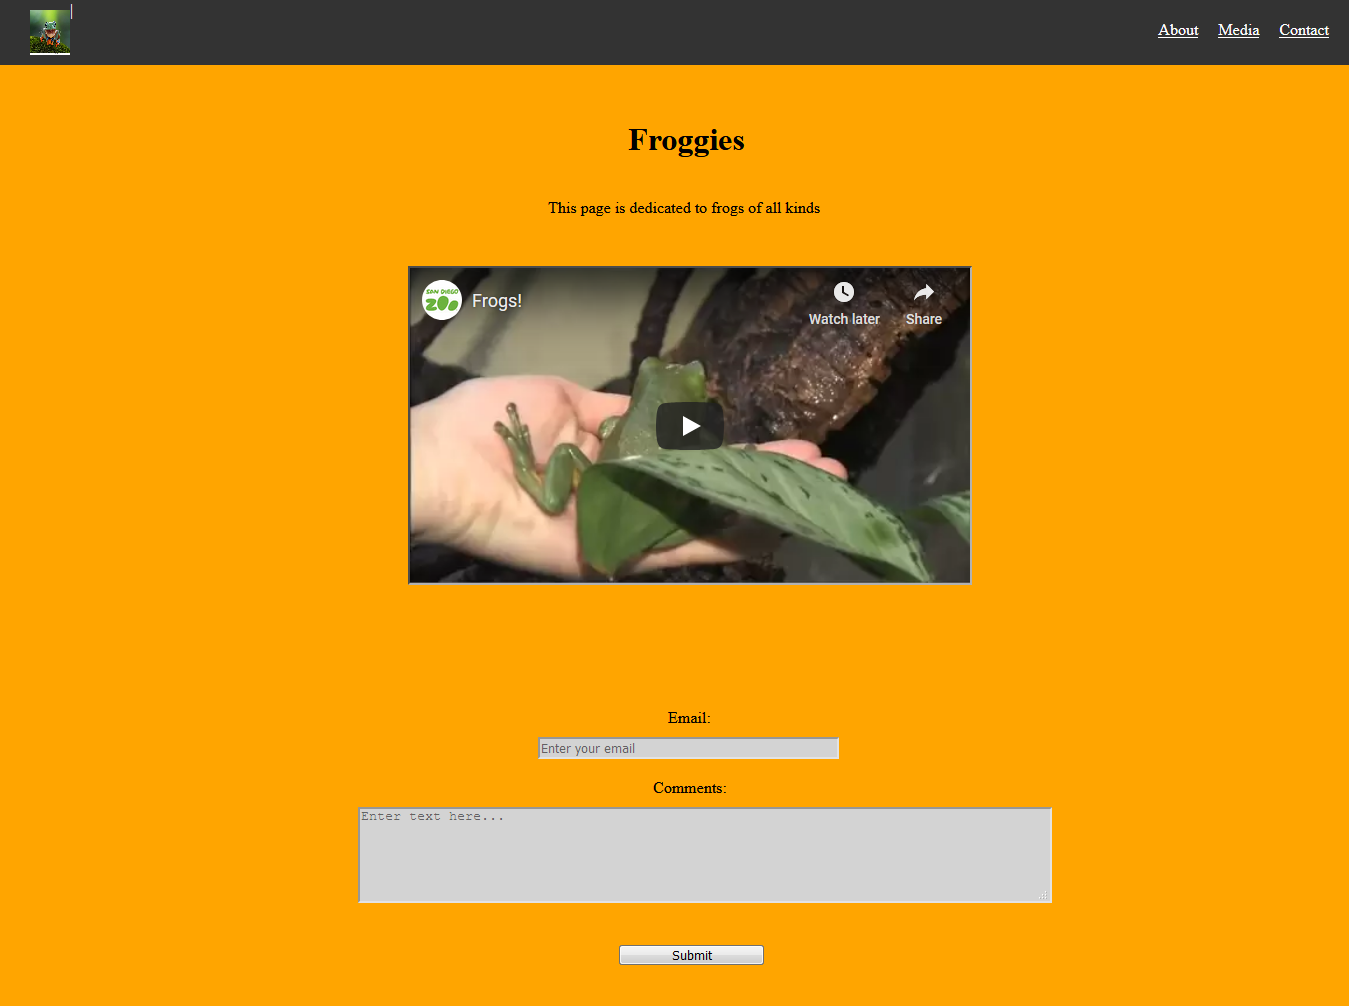 About Media Contact
Froggies
This page is dedicated to frogs of all kinds
SAN DIEGO
ZOO
Frogs!
Watch later
Share
Email:
Enter your email
Comments:
Enter text here...
Submit